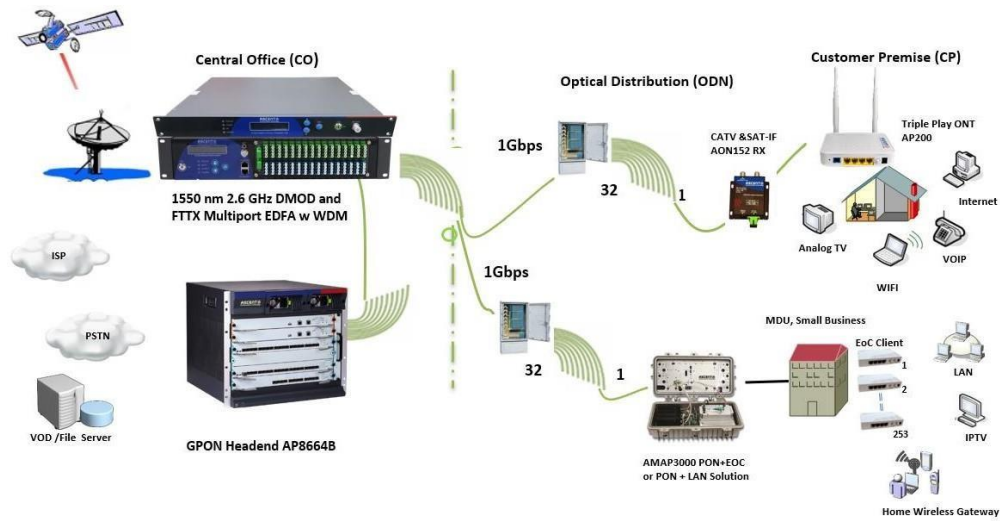 Central Office (CO)
Optical Distribution (ODN)
Customer Premise (CP)
CATV &SAT-IF
AON152 RX
Triple Play ONT
AP200
1Gbps
32
1
1550 nm 2.6 GHz DMOD and
FTTX Multiport EDFA w WDM
Internet
Analog TV
VOIP
WIFI
ISP
PSTN
VOD /File Server
GPON Headend AP8664B
1Gbps
32
1
MDU, Small Business
EoC Client
1
2
253
LAN
IPTV
AMAP3000 PON+EOC
or PON + LAN Solution
Home Wireless Gateway